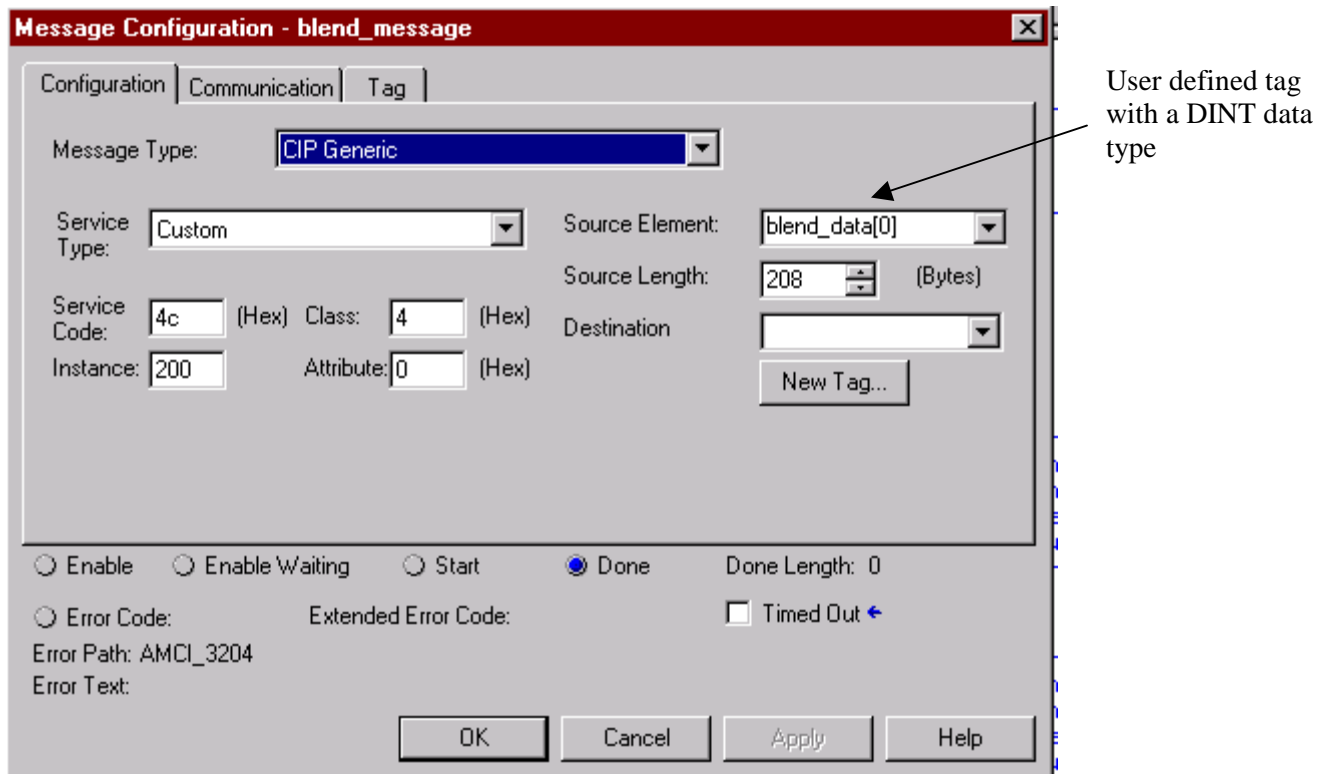 Message Configuration - blend_message
Configuration Communication Tag
User defined tag
with a DINT data
type
Message Type: CIP Generic
Service
Type: Custom
Source Element: blend_data[0]
Source Length: 208 (Bytes)
Service
Code: 4c (Hex) Class: 4 (Hex)
Destination
Instance: 200 Attribute: 0 (Hex)
New Tag...
Enable Enable Waiting Start Done Done Length: 0
Error Code: Extended Error Code: Timed Out
Error Path: AMCI_3204
Error Text:
OK Cancel Apply Help